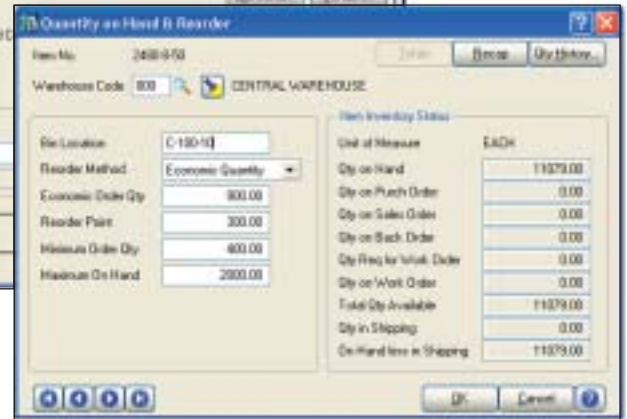 Quantity on Hand & Reorder
Item No. 2480-8-50
Recap Qty History...
Warehouse Code 000 CENTRAL WAREHOUSE
Item Inventory Status
Bin Location C-100-10
Unit of Measure EACH
Reorder Method Economic Quantity
Qty on Hand 11079.00
Economic Order Qty 800.00
Qty on Purch Order 0.00
Reorder Point 300.00
Qty on Sales Order 0.00
Minimum Order Qty 400.00
Qty on Back Order 0.00
Maximum On Hand 2000.00
Qty Req for Work Order 0.00
Qty on Work Order 0.00
Total Qty Available 11079.00
Qty in Shipping 0.00
On Hand less in Shipping 11079.00
OK Cancel